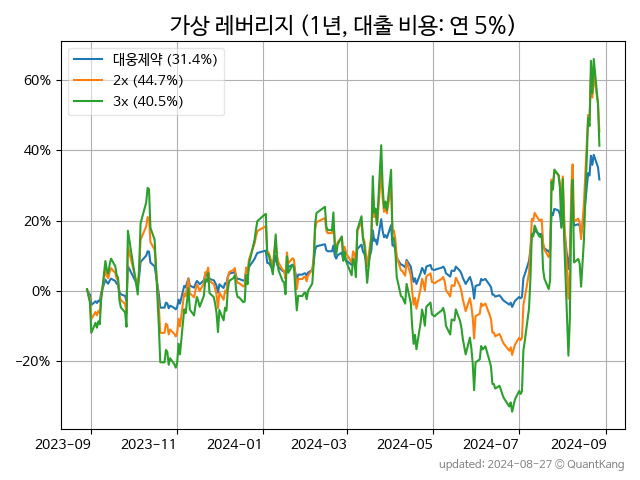 가상 레버리지 (1년, 대출 비용: 연 5%)
대웅제약 (31.4%)
2x (44.7%)
3x (40.5%)
60%
40%
20%
0%
−20%
2023-09 2023-11 2024-01 2024-03 2024-05 2024-07 2024-09
updated: 2024-08-27 © QuantKang